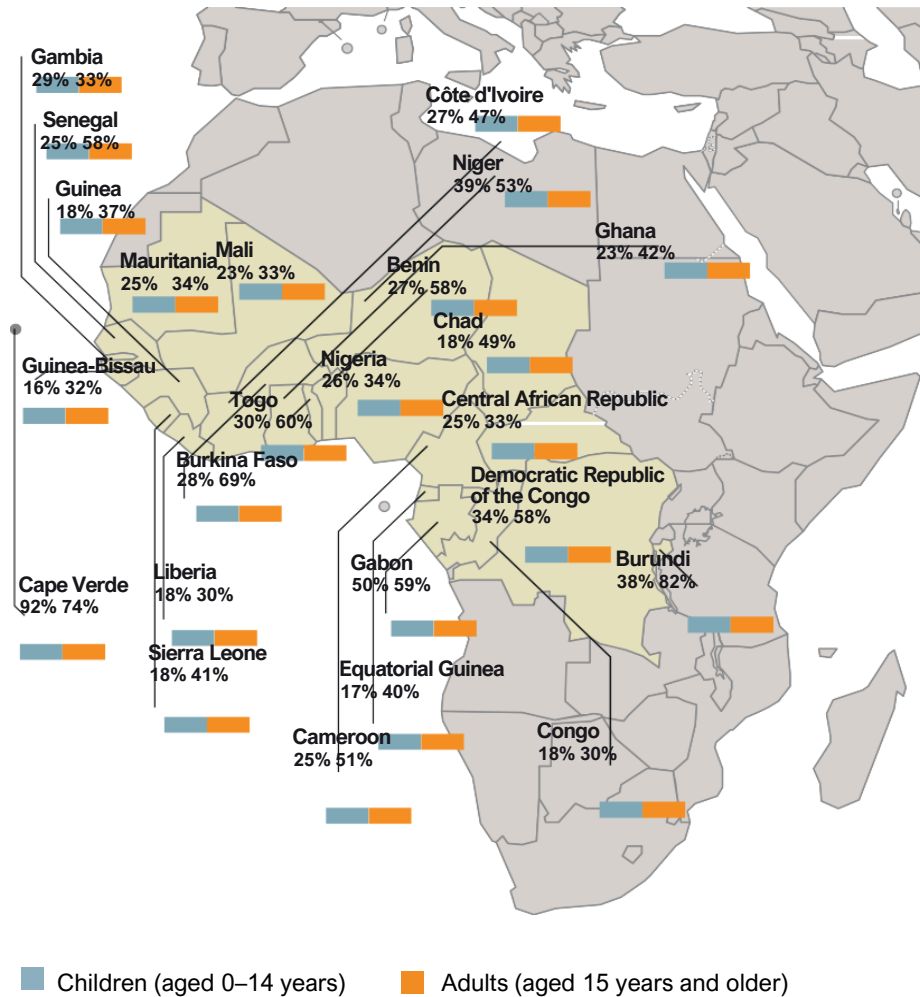 Gambia
29% 33%
Côte d'Ivoire
27% 47%
Senegal
25% 58%
Niger
39% 53%
Guinea
18% 37%
Ghana
23% 42%
Mali
23% 33%
Mauritania
25% 34%
Benin
27% 58%
Chad
18% 49%
Guinea-Bissau
16% 32%
Nigeria
26% 34%
Togo
30% 60%
Central African Republic
25% 33%
Burkina Faso
28% 69%
Democratic Republic
of the Congo
34% 58%
Gabon
50% 59%
Burundi
38% 82%
Liberia
18% 30%
Cape Verde
92% 74%
Sierra Leone
18% 41%
Equatorial Guinea
17% 40%
Cameroon
25% 51%
Congo
18% 30%
Children (aged 0–14 years)
Adults (aged 15 years and older)